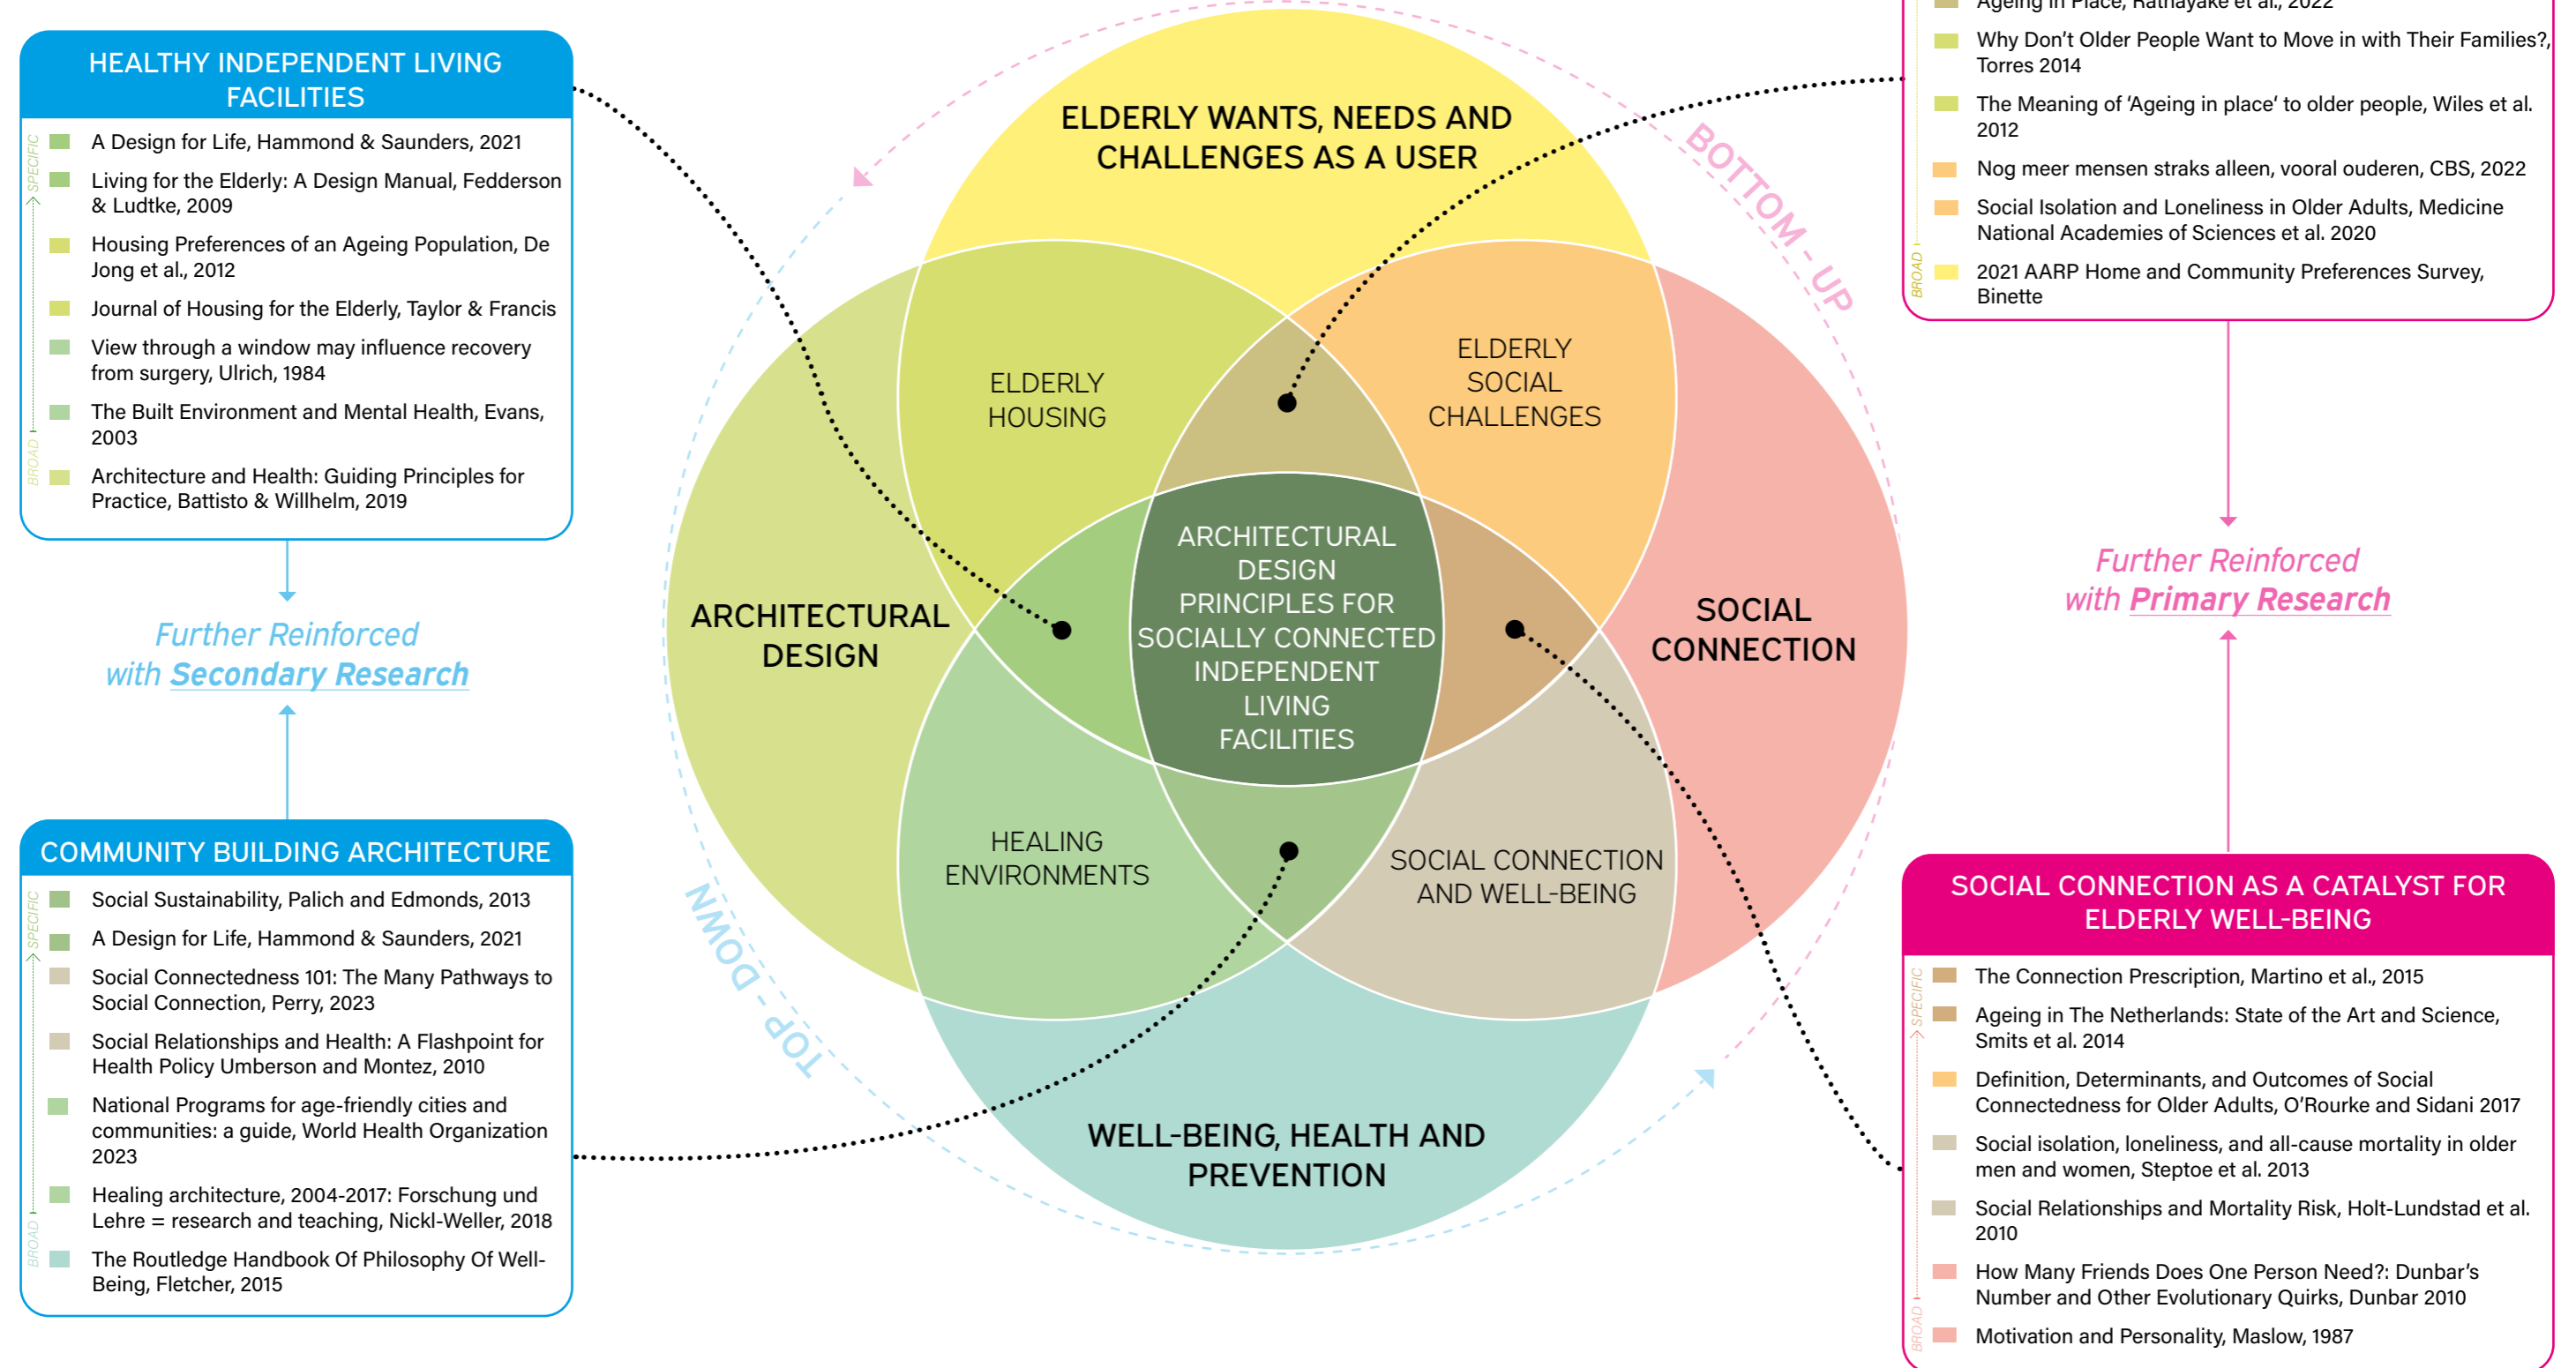 HEALTHY INDEPENDENT LIVING
FACILITIES
SPECIFIC
BROAD
A Design for Life, Hammond & Saunders, 2021
Living for the Elderly: A Design Manual, Fedderson
& Ludtke, 2009
Housing Preferences of an Ageing Population, De
Jong et al., 2012
Journal of Housing for the Elderly, Taylor & Francis
View through a window may influence recovery
from surgery, Ulrich, 1984
The Built Environment and Mental Health, Evans,
2003
Architecture and Health: Guiding Principles for
Practice, Battisto & Willhelm, 2019
Further Reinforced
with Secondary Research
COMMUNITY BUILDING ARCHITECTURE
SPECIFIC
BROAD
Social Sustainability, Palich and Edmonds, 2013
A Design for Life, Hammond & Saunders, 2021
Social Connectedness 101: The Many Pathways to
Social Connection, Perry, 2023
Social Relationships and Health: A Flashpoint for
Health Policy Umberson and Montez, 2010
National Programs for age-friendly cities and
communities: a guide, World Health Organization
2023
Healing architecture, 2004-2017: Forschung und
Lehre = research and teaching, Nickl-Weller, 2018
The Routledge Handbook Of Philosophy Of Well-
Being, Fletcher, 2015
ELDERLY WANTS, NEEDS AND
CHALLENGES AS A USER
BOTTOM - UP
ELDERLY
HOUSING
ELDERLY
SOCIAL
CHALLENGES
ARCHITECTURAL
DESIGN
ARCHITECTURAL
DESIGN
PRINCIPLES FOR
SOCIALLY CONNECTED
INDEPENDENT
LIVING
FACILITIES
SOCIAL
CONNECTION
HEALING
ENVIRONMENTS
SOCIAL CONNECTION
AND WELL-BEING
TOP - DOWN
WELL-BEING, HEALTH AND
PREVENTION
Ageing in Place, Rathayake et al., 2022
Why Don't Older People Want to Move in with Their Families?,
Torres 2014
The Meaning of 'Ageing in place' to older people, Wiles et al.
2012
Nog meer mensen straks alleen, vooral ouderen, CBS, 2022
Social Isolation and Loneliness in Older Adults, Medicine
National Academies of Sciences et al. 2020
2021 AARP Home and Community Preferences Survey,
Binette
BROAD
Further Reinforced
with Primary Research
SOCIAL CONNECTION AS A CATALYST FOR
ELDERLY WELL-BEING
SPECIFIC
BROAD
The Connection Prescription, Martino et al., 2015
Ageing in The Netherlands: State of the Art and Science,
Smits et al. 2014
Definition, Determinants, and Outcomes of Social
Connectedness for Older Adults, O'Rourke and Sidani 2017
Social isolation, loneliness, and all-cause mortality in older
men and women, Steptoe et al. 2013
Social Relationships and Mortality Risk, Holt-Lundstad et al.
2010
How Many Friends Does One Person Need?: Dunbar's
Number and Other Evolutionary Quirks, Dunbar 2010
Motivation and Personality, Maslow, 1987